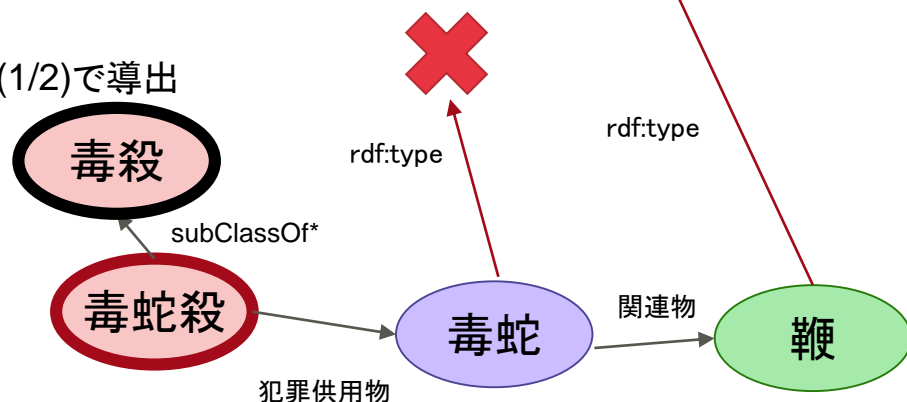 (1/2)で導出
毒殺
rdf:type
rdf:type
subClassOf*
毒蛇殺
毒蛇
関連物
鞭
犯罪供用物